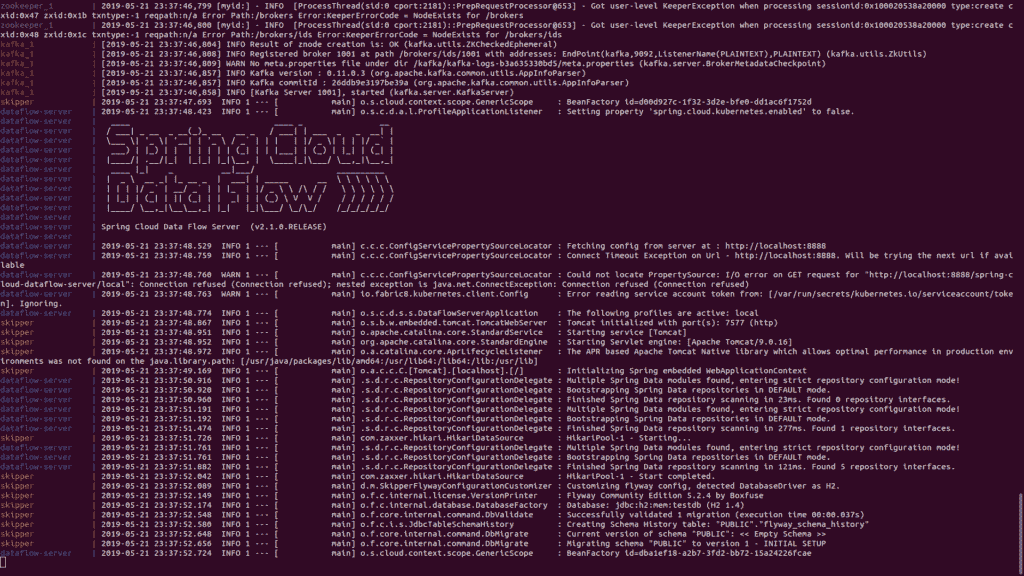 zookeeper_1 | 2019-05-21 23:37:46,799 [myid:] - INFO [ProcessThread(sid:0 cport:2181)::PrepRequestProcessor@653] - Got user-level KeeperException when processing sessionid:0x100020538a20000 type:create c
xid:0x47 zxid:0x1b txntype:-1 reqpath:n/a Error Path:/brokers Error:KeeperErrorCode = NodeExists for /brokers
zookeeper_1 | 2019-05-21 23:37:46,800 [myid:] - INFO [ProcessThread(sid:0 cport:2181)::PrepRequestProcessor@653] - Got user-level KeeperException when processing sessionid:0x100020538a20000 type:create c
xid:0x48 zxid:0x1c txntype:-1 reqpath:n/a Error Path:/brokers/ids Error:KeeperErrorCode = NodeExists for /brokers/ids
kafka_1 | [2019-05-21 23:37:46,804] INFO Result of znode creation is: OK (kafka.utils.ZKCheckedEphemeral)
kafka_1 | [2019-05-21 23:37:46,808] INFO Registered broker 1001 at path /brokers/ids/1001 with addresses: EndPoint(kafka,9092,ListenerName(PLAINTEXT),PLAINTEXT) (kafka.utils.ZkUtils)
kafka_1 | [2019-05-21 23:37:46,809] WARN No meta.properties file under dir /kafka/kafka-logs-b3a635330bd5/meta.properties (kafka.server.BrokerMetadataCheckpoint)
kafka_1 | [2019-05-21 23:37:46,857] INFO Kafka version : 0.11.0.3 (org.apache.kafka.common.utils.AppInfoParser)
kafka_1 | [2019-05-21 23:37:46,857] INFO Kafka commitId : 26ddb9e3197be39a (org.apache.kafka.common.utils.AppInfoParser)
kafka_1 | [2019-05-21 23:37:46,858] INFO [Kafka Server 1001], started (kafka.server.KafkaServer)
skipper | 2019-05-21 23:37:47.693 INFO 1 --- [ main] o.s.cloud.context.scope.GenericScope : BeanFactory id=d00d927c-1f32-3d2e-bfe0-dd1ac6f1752d
dataflow-server | 2019-05-21 23:37:48.423 INFO 1 --- [ main] o.s.c.d.a.l.ProfileApplicationListener : Setting property 'spring.cloud.kubernetes.enabled' to false.
dataflow-server | Spring Cloud
dataflow-server | Data Flow
dataflow-server | Spring Cloud Data Flow Server (v2.1.0.RELEASE)
dataflow-server |
dataflow-server | 2019-05-21 23:37:48.529 INFO 1 --- [ main] c.c.c.ConfigServicePropertySourceLocator : Fetching config from server at : http://localhost:8888
dataflow-server | 2019-05-21 23:37:48.759 INFO 1 --- [ main] c.c.c.ConfigServicePropertySourceLocator : Connect Timeout Exception on Url - http://localhost:8888. Will be trying the next url if avai
lable
dataflow-server | 2019-05-21 23:37:48.760 WARN 1 --- [ main] c.c.c.ConfigServicePropertySourceLocator : Could not locate PropertySource: I/O error on GET request for "http://localhost:8888/spring-c
loud-dataflow-server/local": Connection refused (Connection refused); nested exception is java.net.ConnectException: Connection refused (Connection refused)
dataflow-server | 2019-05-21 23:37:48.763 WARN 1 --- [ main] io.fabric8.kubernetes.client.Config : Error reading service account token from: [/var/run/secrets/kubernetes.io/serviceaccount/toke
n]. Ignoring.
dataflow-server | 2019-05-21 23:37:48.774 INFO 1 --- [ main] o.s.c.d.s.s.DataFlowServerApplication : The following profiles are active: local
skipper | 2019-05-21 23:37:48.867 INFO 1 --- [ main] o.s.b.w.embedded.tomcat.TomcatWebServer : Tomcat initialized with port(s): 7577 (http)
skipper | 2019-05-21 23:37:48.951 INFO 1 --- [ main] o.apache.catalina.core.StandardService : Starting service [Tomcat]
skipper | 2019-05-21 23:37:48.952 INFO 1 --- [ main] org.apache.catalina.core.StandardEngine : Starting Servlet engine: [Apache Tomcat/9.0.16]
skipper | 2019-05-21 23:37:48.972 INFO 1 --- [ main] o.a.catalina.core.AprLifecycleListener : The APR based Apache Tomcat Native library which allows optimal performance in production env
ironments was not found on the java.library.path: [/usr/java/packages/lib/amd64:/usr/lib64:/lib64:/lib:/usr/lib]
skipper | 2019-05-21 23:37:49.169 INFO 1 --- [ main] o.a.c.c.C.[Tomcat].[localhost].[/] : Initializing Spring embedded WebApplicationContext
dataflow-server | 2019-05-21 23:37:50.916 INFO 1 --- [ main] .s.d.r.c.RepositoryConfigurationDelegate : Multiple Spring Data modules found, entering strict repository configuration mode!
dataflow-server | 2019-05-21 23:37:50.920 INFO 1 --- [ main] .s.d.r.c.RepositoryConfigurationDelegate : Bootstrapping Spring Data repositories in DEFAULT mode.
dataflow-server | 2019-05-21 23:37:50.960 INFO 1 --- [ main] .s.d.r.c.RepositoryConfigurationDelegate : Finished Spring Data repository scanning in 23ms. Found 0 repository interfaces.
dataflow-server | 2019-05-21 23:37:51.191 INFO 1 --- [ main] .s.d.r.c.RepositoryConfigurationDelegate : Multiple Spring Data modules found, entering strict repository configuration mode!
dataflow-server | 2019-05-21 23:37:51.192 INFO 1 --- [ main] .s.d.r.c.RepositoryConfigurationDelegate : Bootstrapping Spring Data repositories in DEFAULT mode.
dataflow-server | 2019-05-21 23:37:51.474 INFO 1 --- [ main] .s.d.r.c.RepositoryConfigurationDelegate : Finished Spring Data repository scanning in 277ms. Found 1 repository interfaces.
skipper | 2019-05-21 23:37:51.726 INFO 1 --- [ main] com.zaxxer.hikari.HikariDataSource : HikariPool-1 - Starting...
dataflow-server | 2019-05-21 23:37:51.761 INFO 1 --- [ main] .s.d.r.c.RepositoryConfigurationDelegate : Multiple Spring Data modules found, entering strict repository configuration mode!
dataflow-server | 2019-05-21 23:37:51.761 INFO 1 --- [ main] .s.d.r.c.RepositoryConfigurationDelegate : Bootstrapping Spring Data repositories in DEFAULT mode.
dataflow-server | 2019-05-21 23:37:51.882 INFO 1 --- [ main] .s.d.r.c.RepositoryConfigurationDelegate : Finished Spring Data repository scanning in 121ms. Found 5 repository interfaces.
skipper | 2019-05-21 23:37:52.042 INFO 1 --- [ main] com.zaxxer.hikari.HikariDataSource : HikariPool-1 - Start completed.
skipper | 2019-05-21 23:37:52.089 INFO 1 --- [ main] d.m.SkipperFlywayConfigurationCustomizer : Customizing flyway config, detected DatabaseDriver as H2.
skipper | 2019-05-21 23:37:52.149 INFO 1 --- [ main] o.f.c.internal.license.VersionPrinter : Flyway Community Edition 5.2.4 by Boxfuse
skipper | 2019-05-21 23:37:52.174 INFO 1 --- [ main] o.f.c.internal.database.DatabaseFactory : Database: jdbc:h2:mem:testdb (H2 1.4)
skipper | 2019-05-21 23:37:52.548 INFO 1 --- [ main] o.f.core.internal.command.DbValidate : Successfully validated 1 migration (execution time 00:00.037s)
skipper | 2019-05-21 23:37:52.580 INFO 1 --- [ main] o.f.c.i.s.JdbcTableSchemaHistory : Creating Schema History table: "PUBLIC"."flyway_schema_history"
skipper | 2019-05-21 23:37:52.648 INFO 1 --- [ main] o.f.core.internal.command.DbMigrate : Current version of schema "PUBLIC": << Empty Schema >>
skipper | 2019-05-21 23:37:52.656 INFO 1 --- [ main] o.f.core.internal.command.DbMigrate : Migrating schema "PUBLIC" to version 1 - INITIAL SETUP
dataflow-server | 2019-05-21 23:37:52.724 INFO 1 --- [ main] o.s.cloud.context.scope.GenericScope : BeanFactory id=dba1ef18-a2b7-3fd2-bb72-15a24226fcae